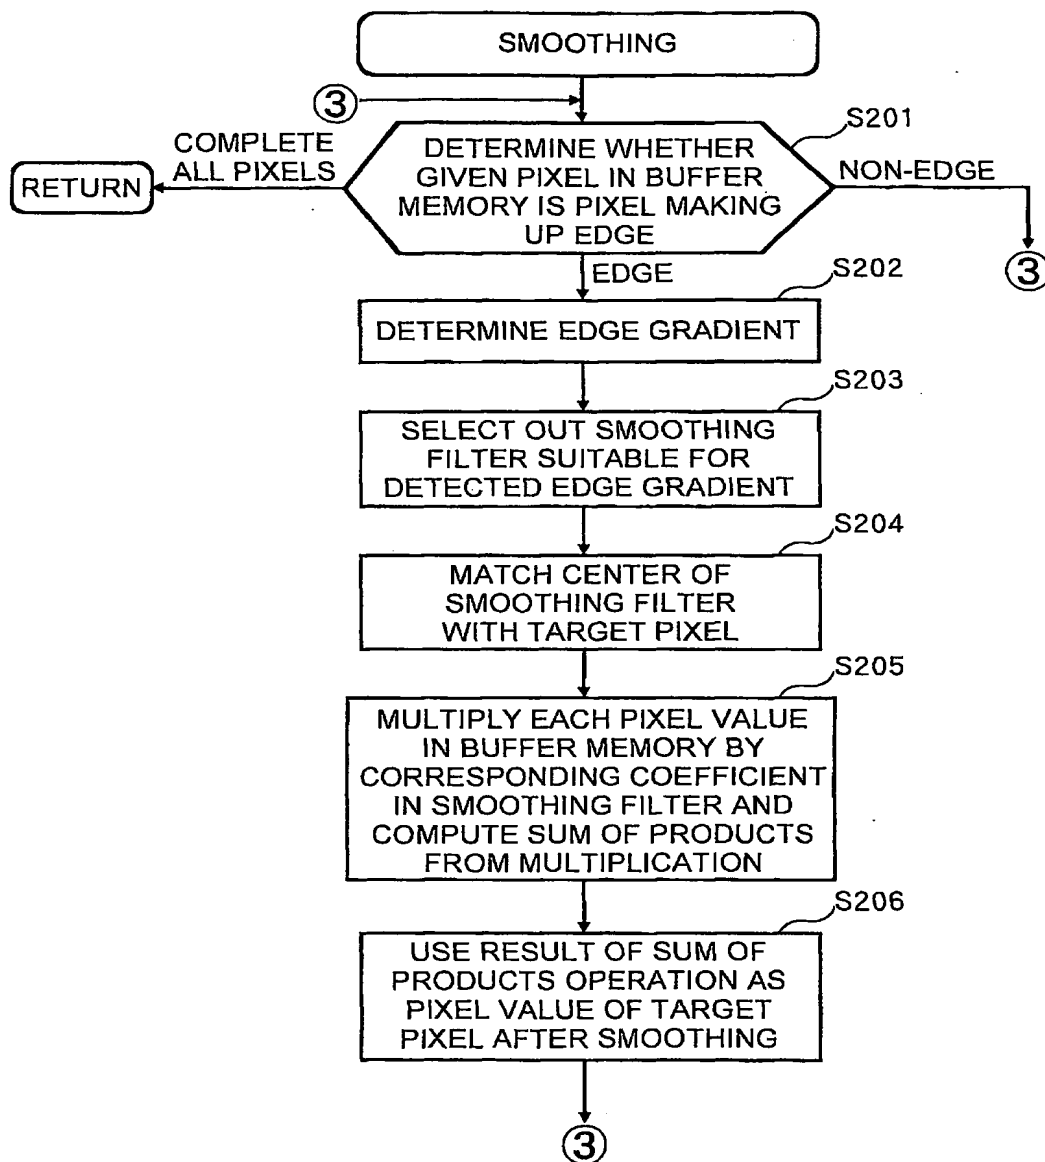 SMOOTHING
③
S201
COMPLETE
ALL PIXELS
DETERMINE WHETHER
GIVEN PIXEL IN BUFFER
MEMORY IS PIXEL MAKING
UP EDGE
NON-EDGE
RETURN
③
EDGE
S202
DETERMINE EDGE GRADIENT
S203
SELECT OUT SMOOTHING
FILTER SUITABLE FOR
DETECTED EDGE GRADIENT
S204
MATCH CENTER OF
SMOOTHING FILTER
WITH TARGET PIXEL
S205
MULTIPLY EACH PIXEL VALUE
IN BUFFER MEMORY BY
CORRESPONDING COEFFICIENT
IN SMOOTHING FILTER AND
COMPUTE SUM OF PRODUCTS
FROM MULTIPLICATION
S206
USE RESULT OF SUM OF
PRODUCTS OPERATION AS
PIXEL VALUE OF TARGET
PIXEL AFTER SMOOTHING
③